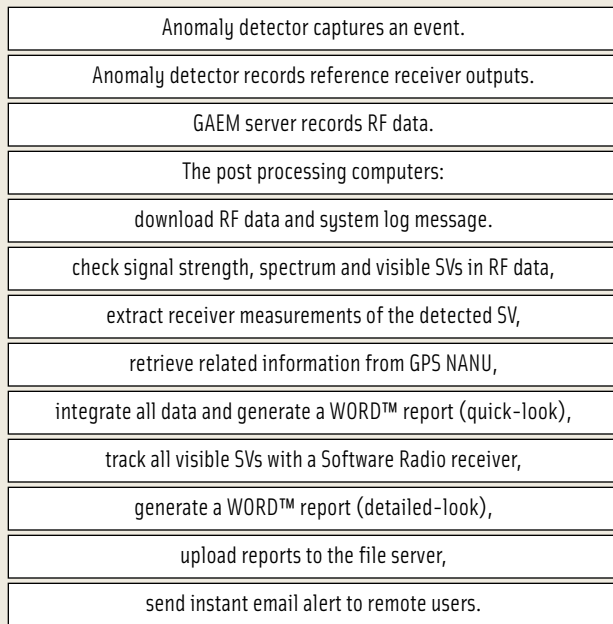 Anomaly detector captures an event.
Anomaly detector records reference receiver outputs.
GAEM server records RF data.
The post processing computers:
download RF data and system log message.
check signal strength, spectrum and visible SVs in RF data,
extract receiver measurements of the detected SV,
retrieve related information from GPS NANU,
integrate all data and generate a WORD™ report (quick-look),
track all visible SVs with a Software Radio receiver,
generate a WORD™ report (detailed-look),
upload reports to the file server,
send instant email alert to remote users.